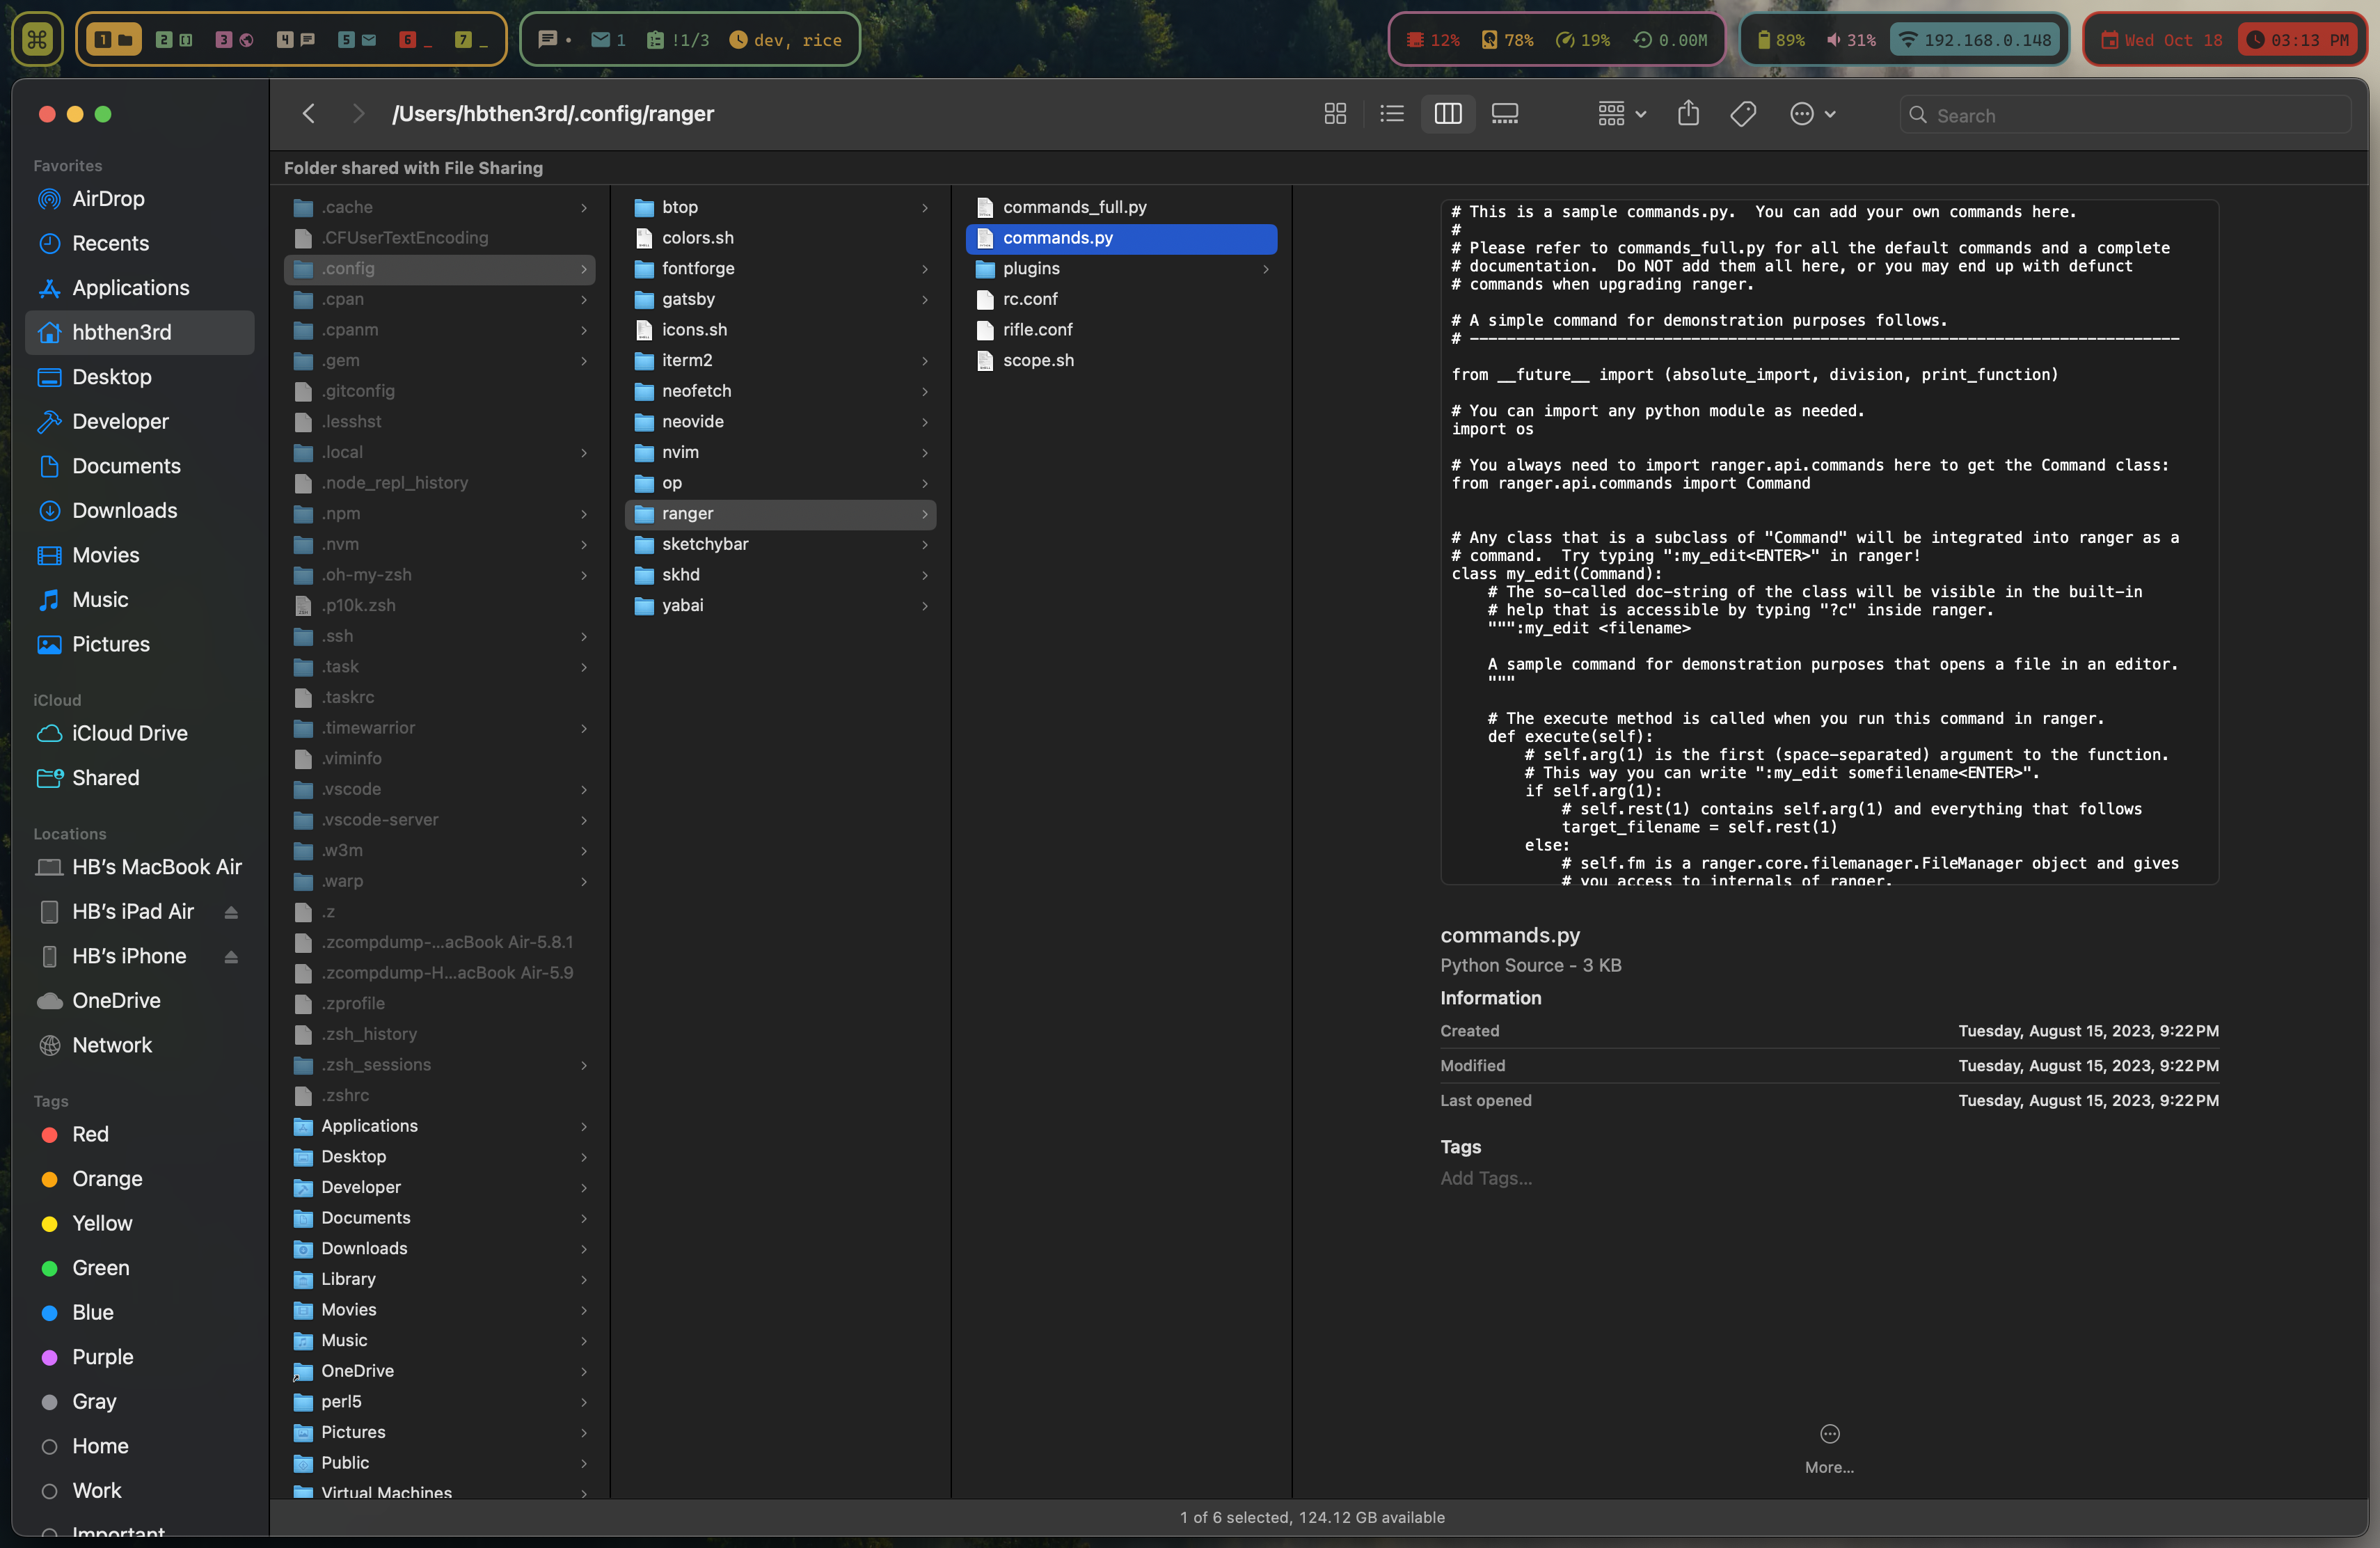 1
2
3
4
5
6 _
7 _
1
!1/3
dev, rice
12%
78%
19%
0.00M
89%
31%
192.168.0.148
Wed Oct 18
03:13 PM
/Users/hbthen3rd/.config/ranger
Search
Folder shared with File Sharing
Favorites
AirDrop
Recents
Applications
hbthen3rd
Desktop
Developer
Documents
Downloads
Movies
Music
Pictures
iCloud
iCloud Drive
Shared
Locations
HB’s MacBook Air
HB’s iPad Air
HB’s iPhone
OneDrive
Network
Tags
Red
Orange
Yellow
Green
Blue
Purple
Gray
Home
Work
Important
.cache
.CFUserTextEncoding
.config
.cpan
.cpanm
.gem
.gitconfig
.lesshst
.local
.node_repl_history
.npm
.nvm
.oh-my-zsh
.p10k.zsh
.ssh
.task
.taskrc
.timewarrior
.viminfo
.vscode
.vscode-server
.w3m
.warp
.z
.zcompdump-...acBook Air-5.8.1
.zcompdump-H...acBook Air-5.9
.zprofile
.zsh_history
.zsh_sessions
.zshrc
Applications
Desktop
Developer
Documents
Downloads
Library
Movies
Music
OneDrive
perl5
Pictures
Public
Virtual Machines
btop
colors.sh
fontforge
gatsby
icons.sh
iterm2
neofetch
neovide
nvim
op
ranger
sketchybar
skhd
yabai
commands_full.py
commands.py
plugins
rc.conf
rifle.conf
scope.sh
# This is a sample commands.py.  You can add your own commands here.
#
# Please refer to commands_full.py for all the default commands and a complete
# documentation.  Do NOT add them all here, or you may end up with defunct
# commands when upgrading ranger.
# A simple command for demonstration purposes follows.
# -----------------------------------------------------------------------------
from __future__ import (absolute_import, division, print_function)
# You can import any python module as needed.
import os
# You always need to import ranger.api.commands here to get the Command class:
from ranger.api.commands import Command
# Any class that is a subclass of "Command" will be integrated into ranger as a
# command.  Try typing ":my_edit<ENTER>" in ranger!
class my_edit(Command):
    # The so-called doc-string of the class will be visible in the built-in
    # help that is accessible by typing "?c" inside ranger.
    """:my_edit <filename>
    A sample command for demonstration purposes that opens a file in an editor.
    """
    # The execute method is called when you run this command in ranger.
    def execute(self):
        # self.arg(1) is the first (space-separated) argument to the function.
        # This way you can write ":my_edit somefilename<ENTER>".
        if self.arg(1):
            # self.rest(1) contains self.arg(1) and everything that follows
            target_filename = self.rest(1)
        else:
            # self.fm is a ranger.core.filemanager.FileManager object and gives
            # you access to internals of ranger.
commands.py
Python Source - 3 KB
Information
Created Tuesday, August 15, 2023, 9:22 PM
Modified Tuesday, August 15, 2023, 9:22 PM
Last opened Tuesday, August 15, 2023, 9:22 PM
Tags
Add Tags...
More...
1 of 6 selected, 124.12 GB available